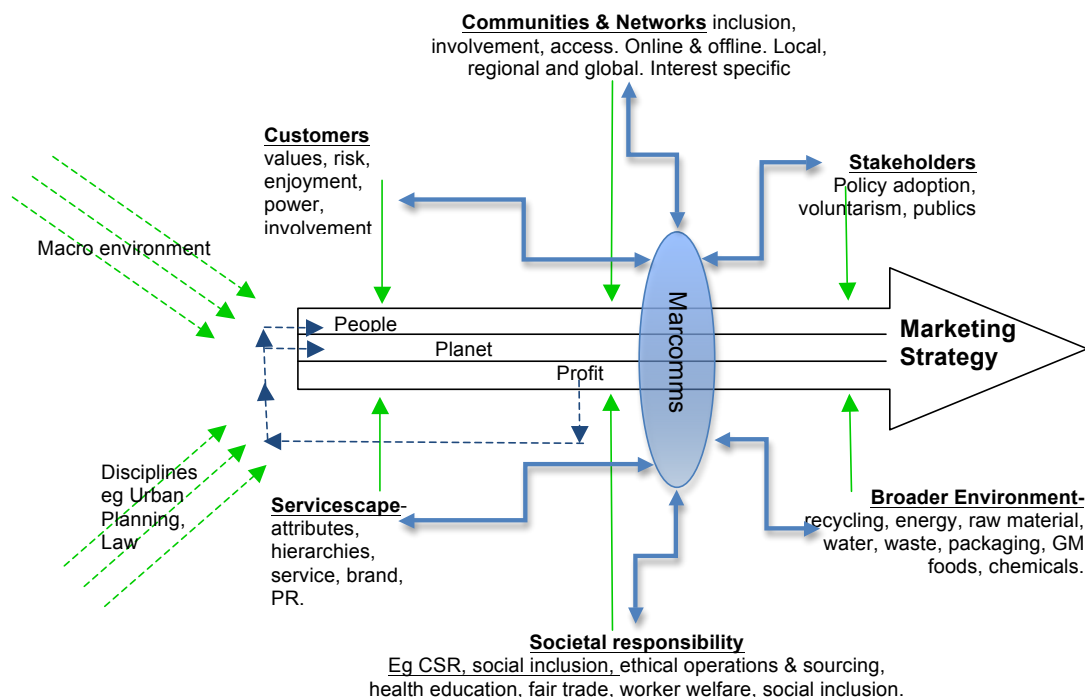 Communities & Networks inclusion,
involvement, access. Online & offline. Local,
regional and global. Interest specific
Customers
values, risk,
enjoyment,
power,
involvement
Stakeholders
Policy adoption,
voluntarism, publics
Macro environment
People
Planet
Profit
Marcomms
Marketing
Strategy
Disciplines
eg Urban
Planning,
Law
Servicescape-
attributes,
hierarchies,
service, brand,
PR.
Broader Environment-
recycling, energy, raw material,
water, waste, packaging, GM
foods, chemicals.
Societal responsibility
Eg CSR, social inclusion, ethical operations & sourcing,
health education, fair trade, worker welfare, social inclusion.